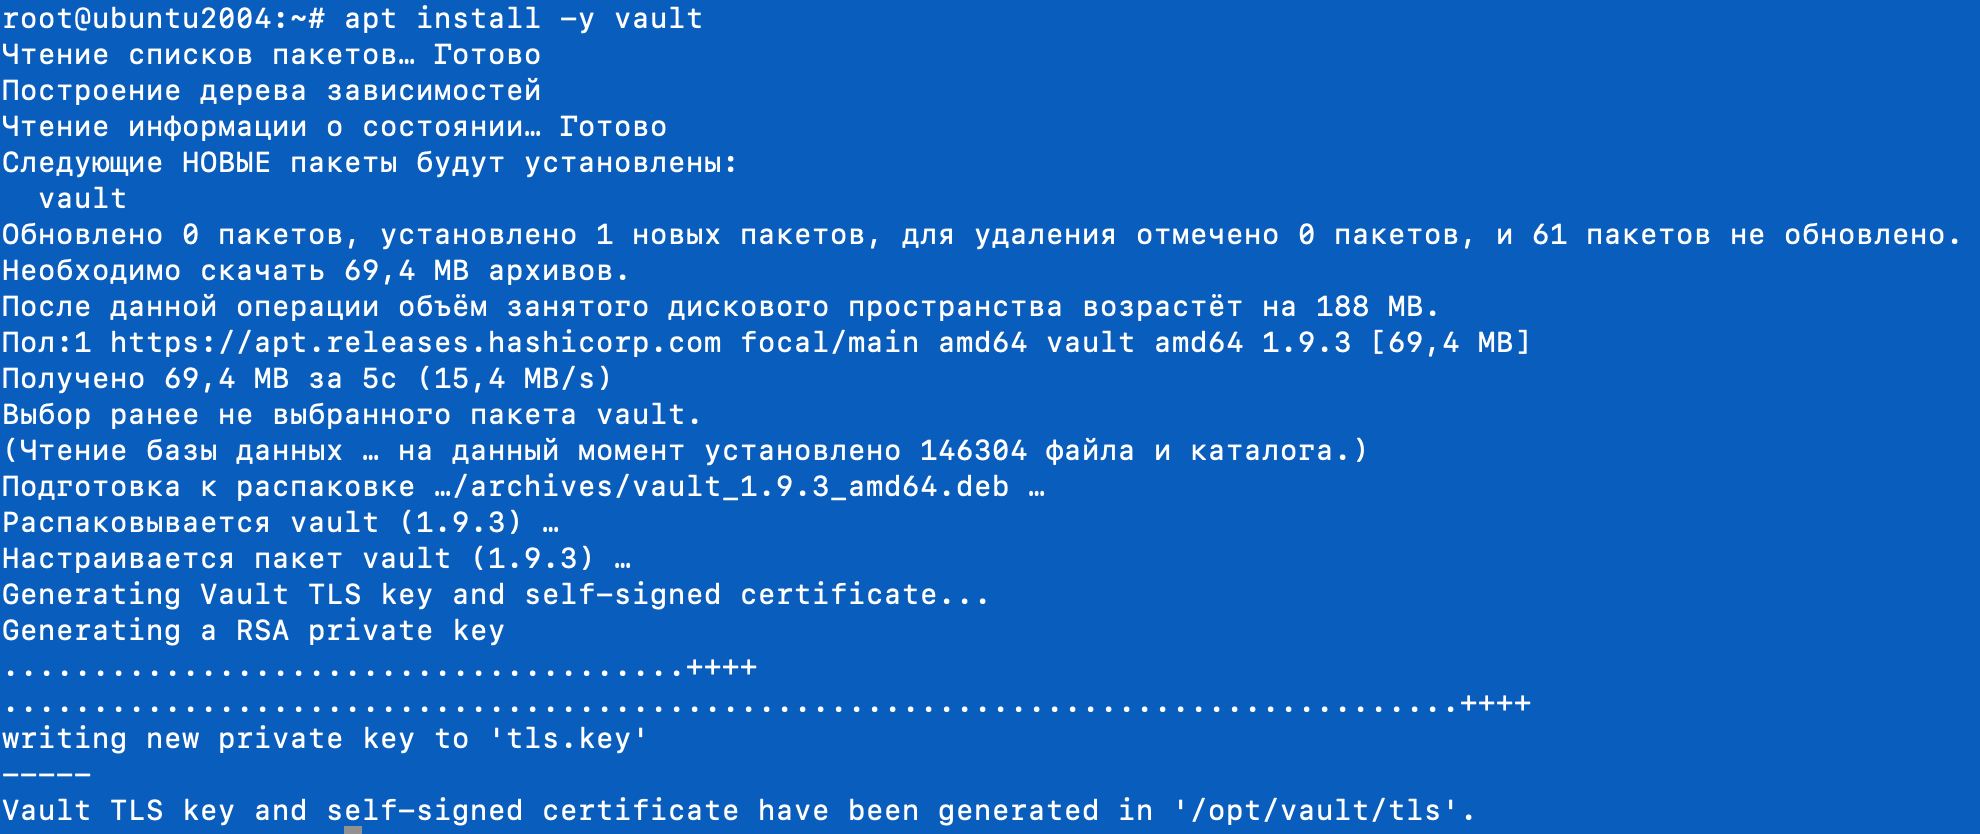 root@ubuntu2004:~# apt install -y vault
Чтение списков пакетов… Готово
Построение дерева зависимостей
Чтение информации о состоянии… Готово
Следующие НОВЫЕ пакеты будут установлены:
  vault
Обновлено 0 пакетов, установлено 1 новых пакетов, для удаления отмечено 0 пакетов, и 61 пакетов не обновлено.
Необходимо скачать 69,4 MB архивов.
После данной операции объём занятого дискового пространства возрастёт на 188 MB.
Пол:1 https://apt.releases.hashicorp.com focal/main amd64 vault amd64 1.9.3 [69,4 MB]
Получено 69,4 MB за 5с (15,4 MB/s)
Выбор ранее не выбранного пакета vault.
(Чтение базы данных … на данный момент установлено 146304 файла и каталога.)
Подготовка к распаковке …/archives/vault_1.9.3_amd64.deb …
Распаковывается vault (1.9.3) …
Настраивается пакет vault (1.9.3) …
Generating Vault TLS key and self-signed certificate...
Generating a RSA private key
......................................++++
.................................................................................++++
writing new private key to 'tls.key'
-----
Vault TLS key and self-signed certificate have been generated in '/opt/vault/tls'.